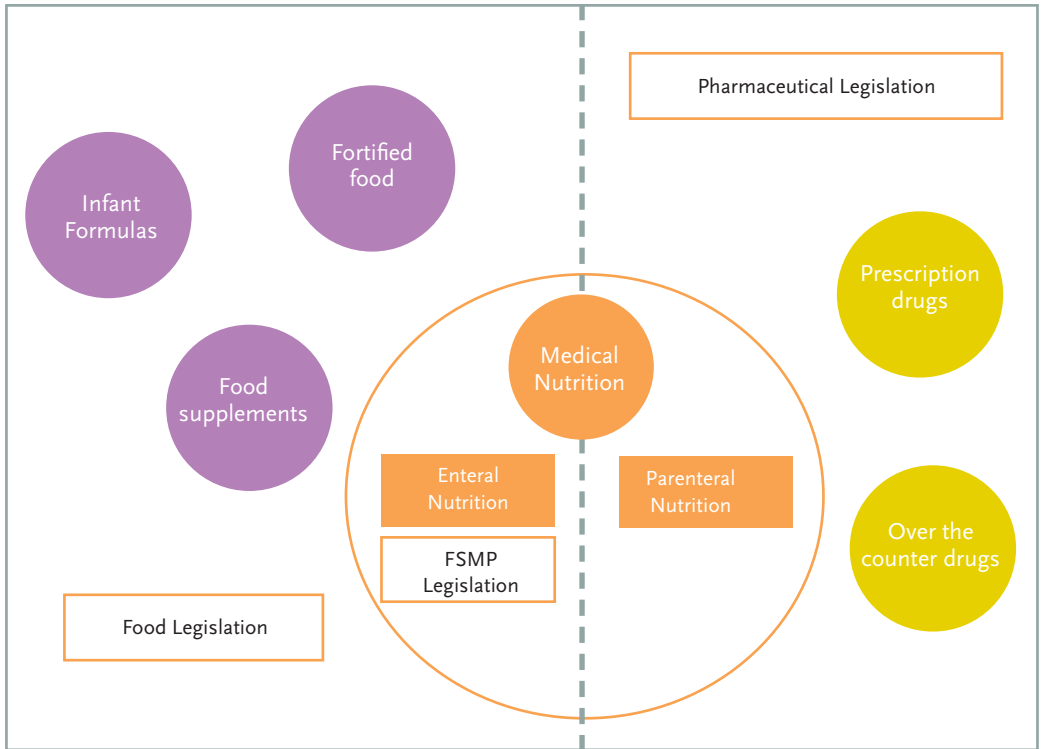 Pharmaceutical Legislation
Fortified
food
Infant
Formulas
Prescription
drugs
Medical
Nutrition
Food
supplements
Enteral
Nutrition
Parenteral
Nutrition
Over the
counter drugs
FSMP
Legislation
Food Legislation